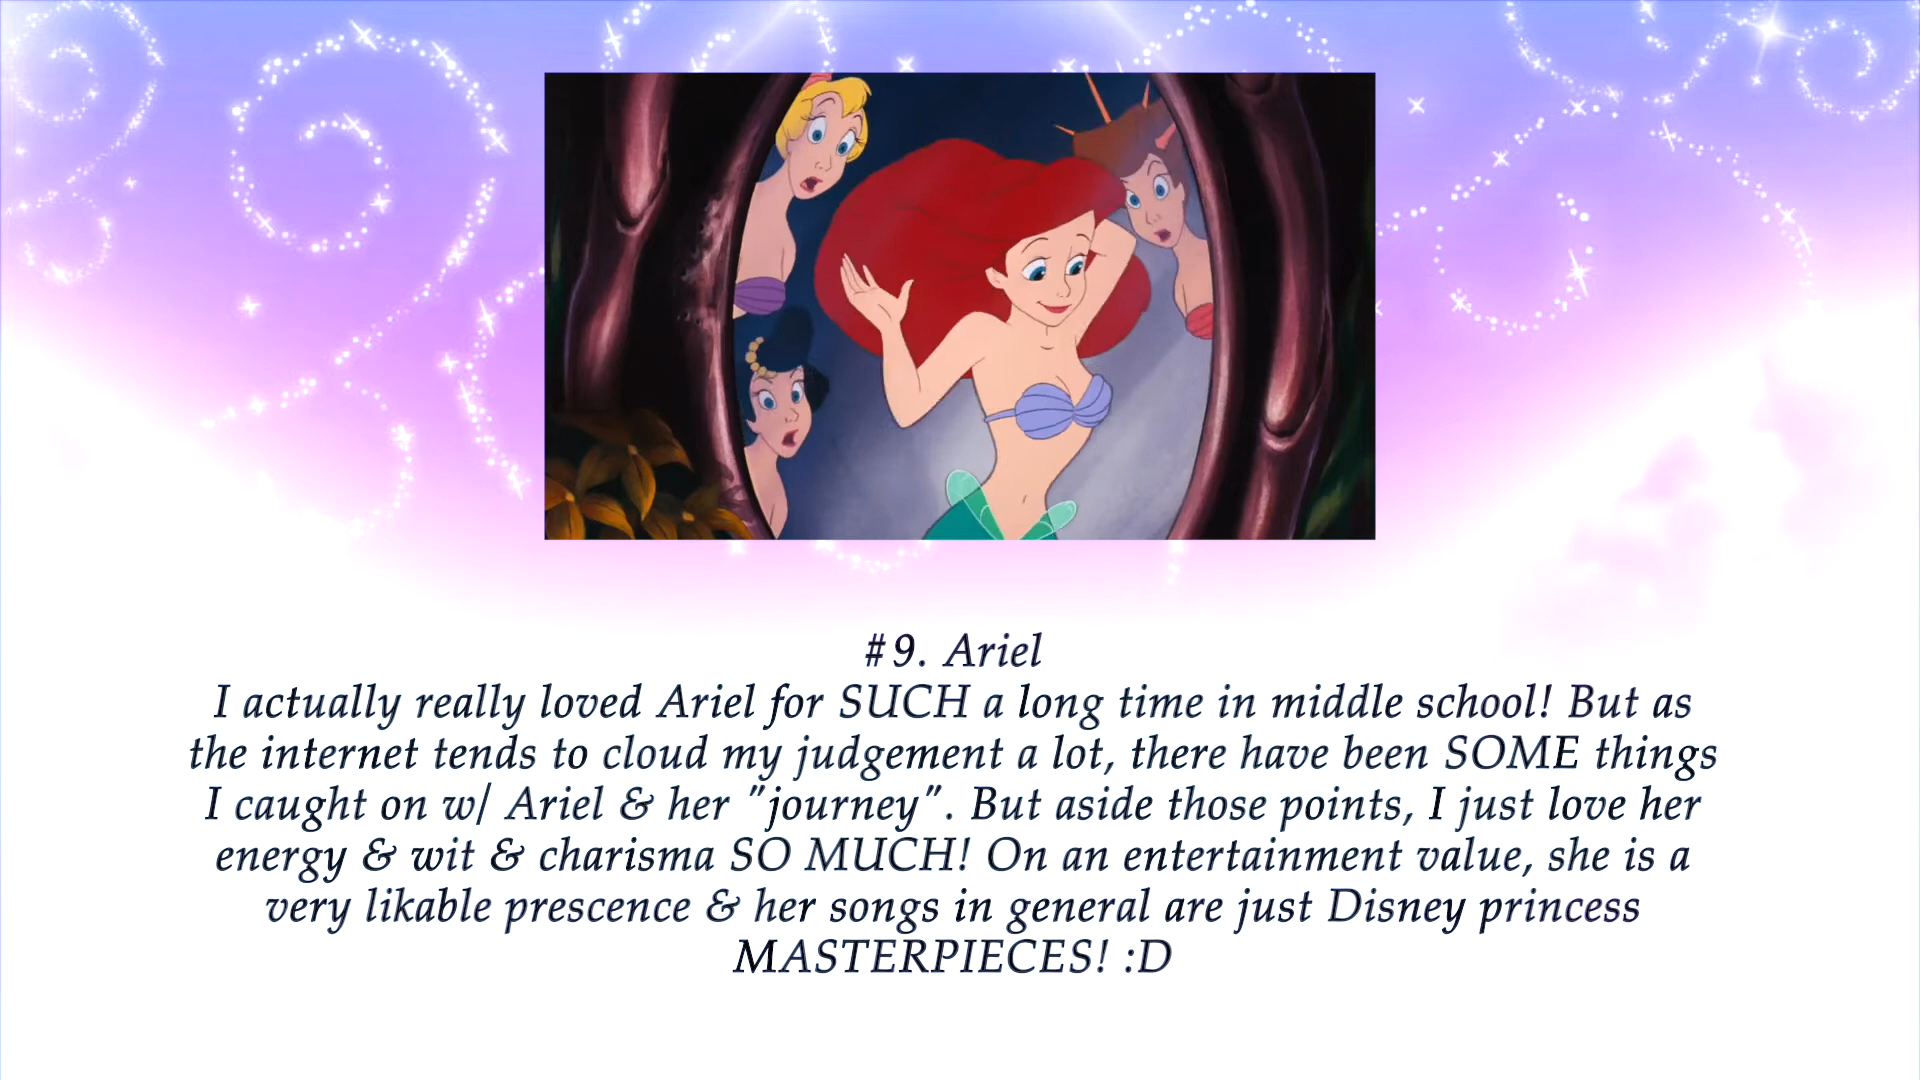 #9. Ariel
I actually really loved Ariel for SUCH a long time in middle school! But as
the internet tends to cloud my judgement a lot, there have been SOME things
I caught on w/ Ariel & her "journey". But aside those points, I just love her
energy & wit & charisma SO MUCH! On an entertainment value, she is a
very likable prescence & her songs in general are just Disney princess
MASTERPIECES! :D